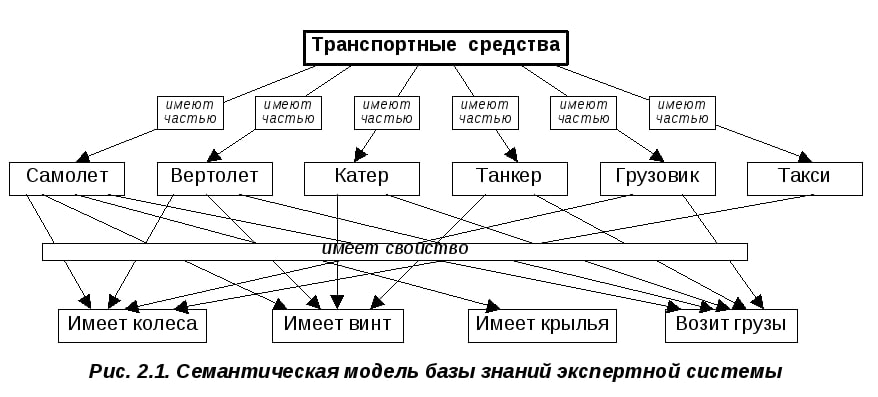 Транспортные средства
имеют
частью
имеют
частью
имеют
частью
имеют
частью
имеют
частью
имеют
частью
Самолет
Вертолет
Катер
Танкер
Грузовик
Такси
имеет свойство
Имеет колеса
Имеет винт
Имеет крылья
Возит грузы
Рис. 2.1. Семантическая модель базы знаний экспертной системы